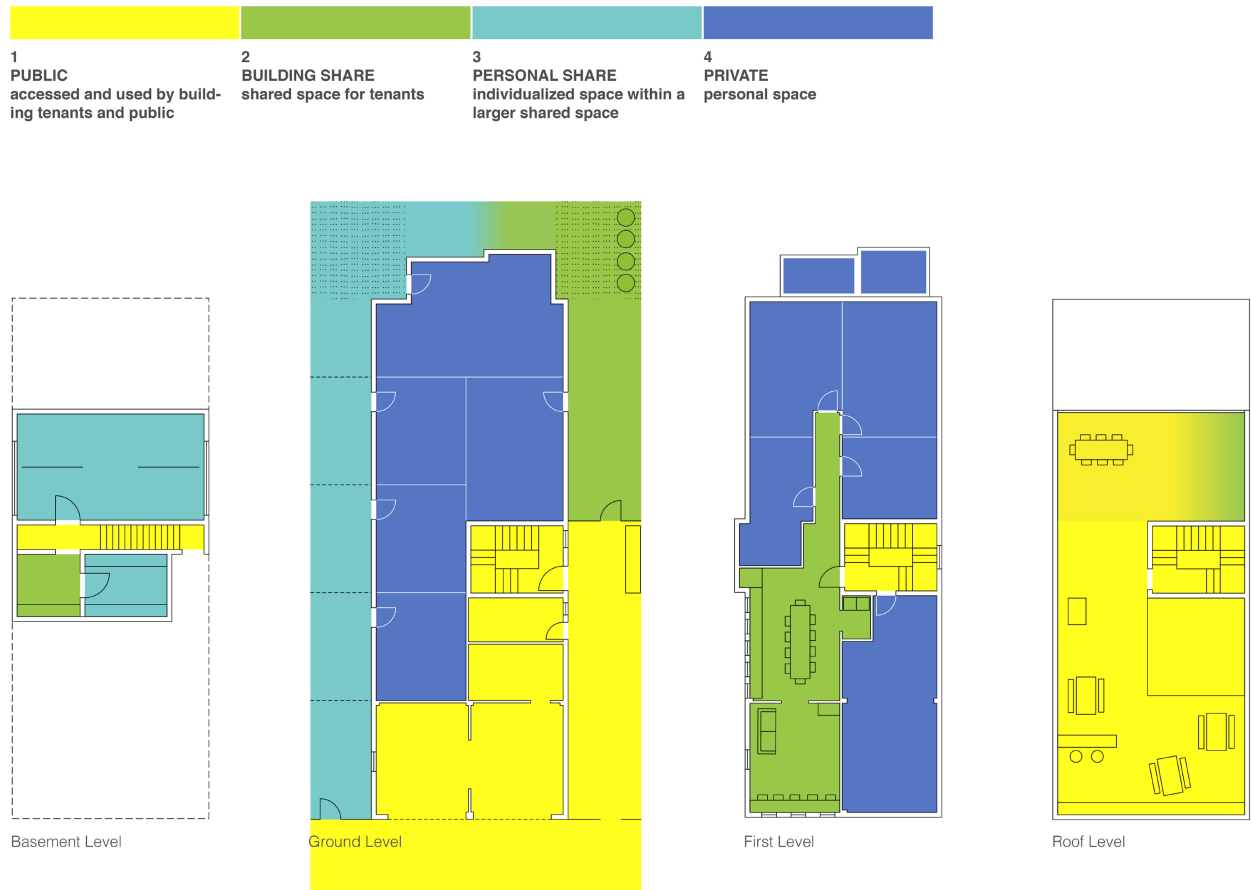 1
PUBLIC
accessed and used by build-
ing tenants and public
2
BUILDING SHARE
shared space for tenants
3
PERSONAL SHARE
individualized space within a
larger shared space
4
PRIVATE
personal space
Basement Level
Ground Level
First Level
Roof Level